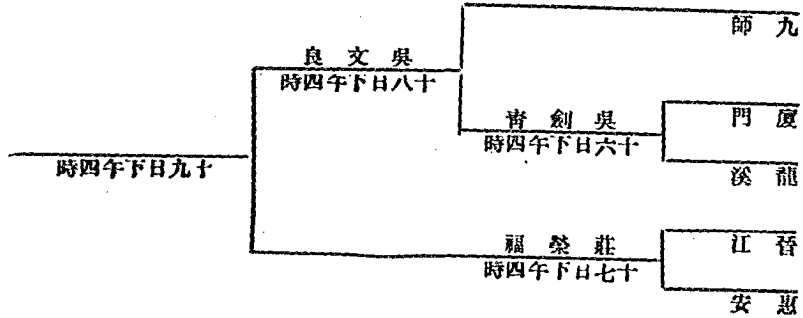 九師
廈門
龍溪
晉江
惠安
吳劍青
十六日下午四時
莊榮福
十七日下午四時
吳文良
十八日下午四時
十九日下午四時